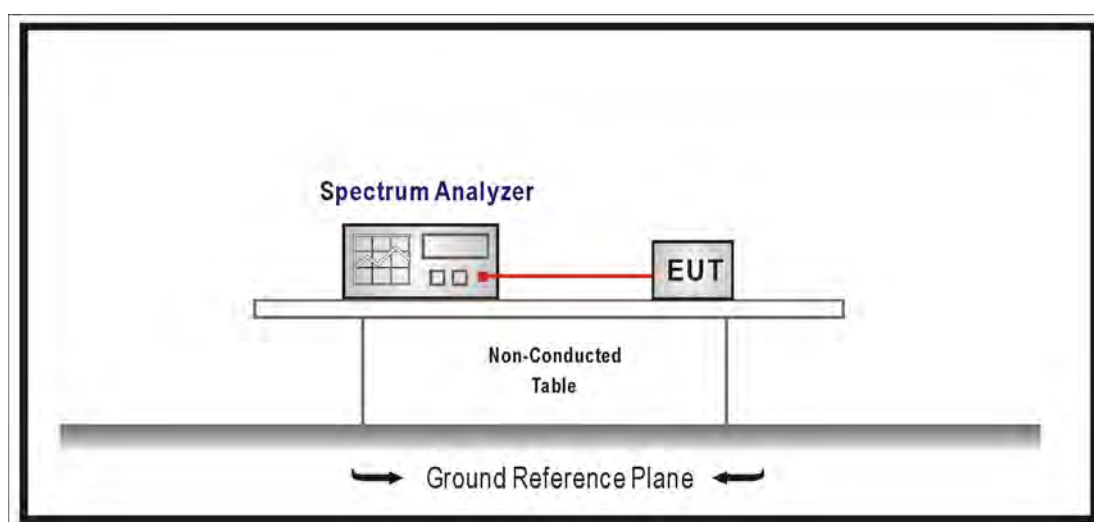 Spectrum Analyzer
EUT
Non-Conducted
Table
Ground Reference Plane